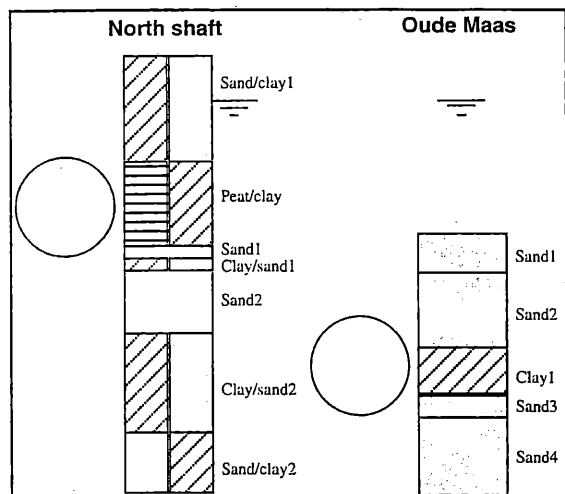 North shaft
Sand/clay1
Peat/clay
Sand1
Clay/sand1
Sand2
Clay/sand2
Sand/clay2
Oude Maas
Sand1
Sand2
Clay1
Sand3
Sand4